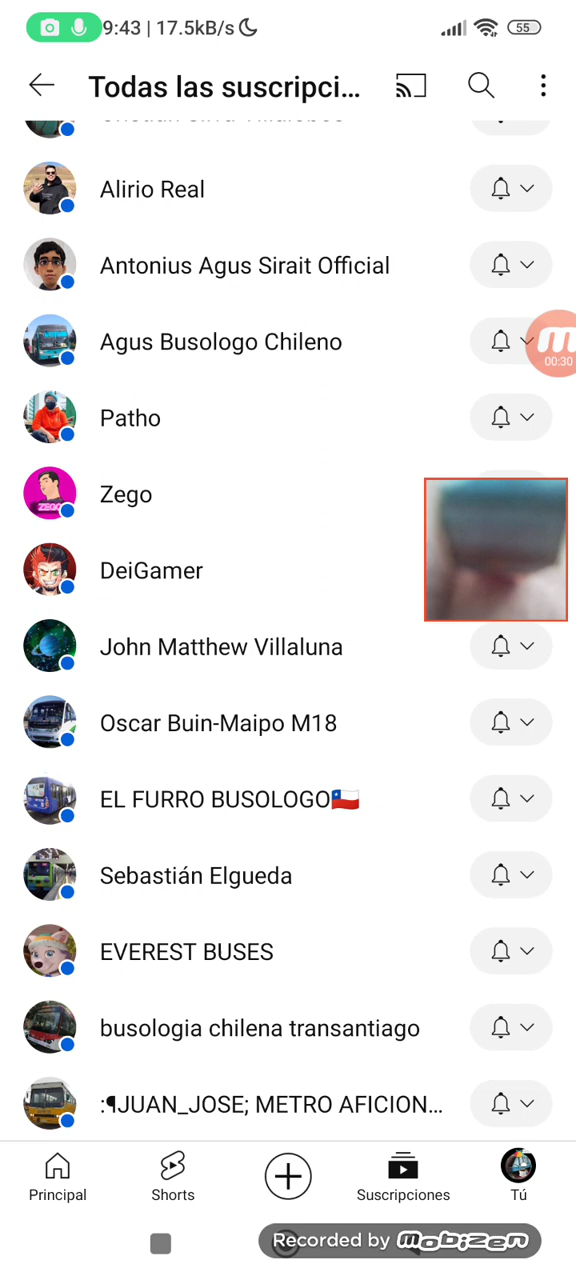 9:43 | 17.5kB/s
55
Todas las suscripci...
Alirio Real
Antonius Agus Sirait Official
Agus Busologo Chileno
00:30
Patho
Zego
ZEGO
DeiGamer
John Matthew Villaluna
Oscar Buin-Maipo M18
EL FURRO BUSOLOGO🇨🇱
Sebastián Elgueda
EVEREST BUSES
busologia chilena transantiago
:¶JUAN_JOSE; METRO AFICION...
Principal
Shorts
Suscripciones
Tú
Recorded by mobizen